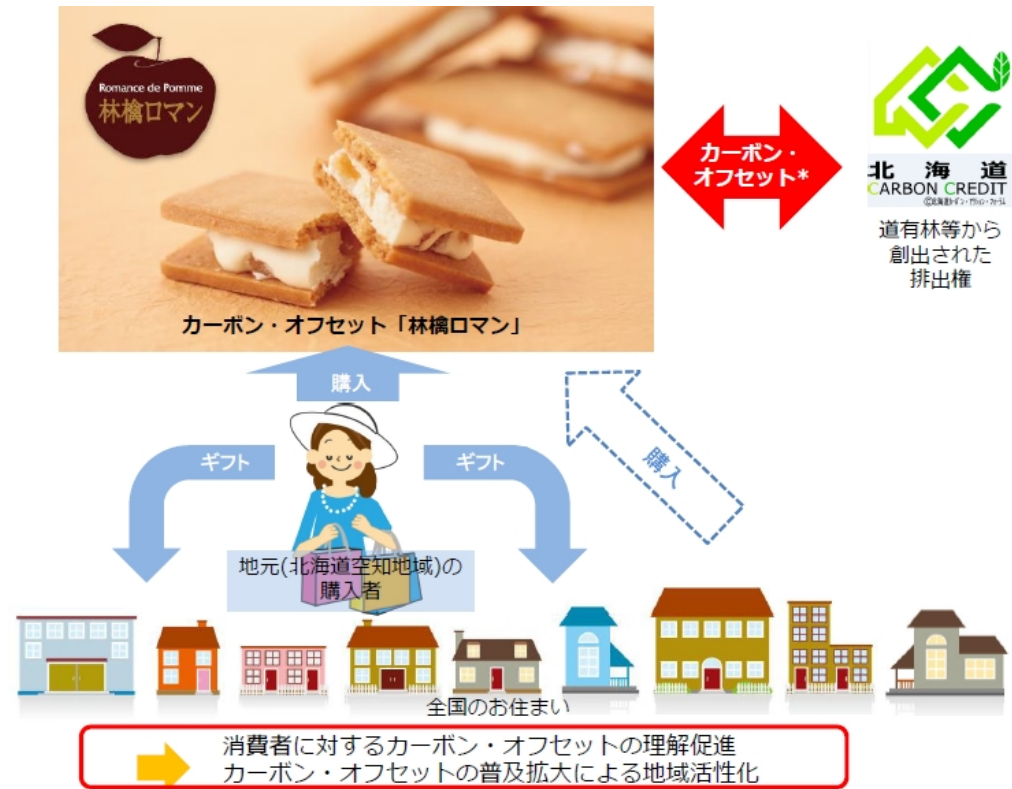 Romance de Pomme
林檎ロマン
カーボン・オフセット「林檎ロマン」
カーボン・
オフセット*
北 海 道
CARBON CREDIT
道有林等から
創出された
排出権
購入
ギフト
ギフト
購入
地元(北海道空知地域)の
購入者
全国のお住まい
消費者に対するカーボン・オフセットの理解促進
カーボン・オフセットの普及拡大による地域活性化